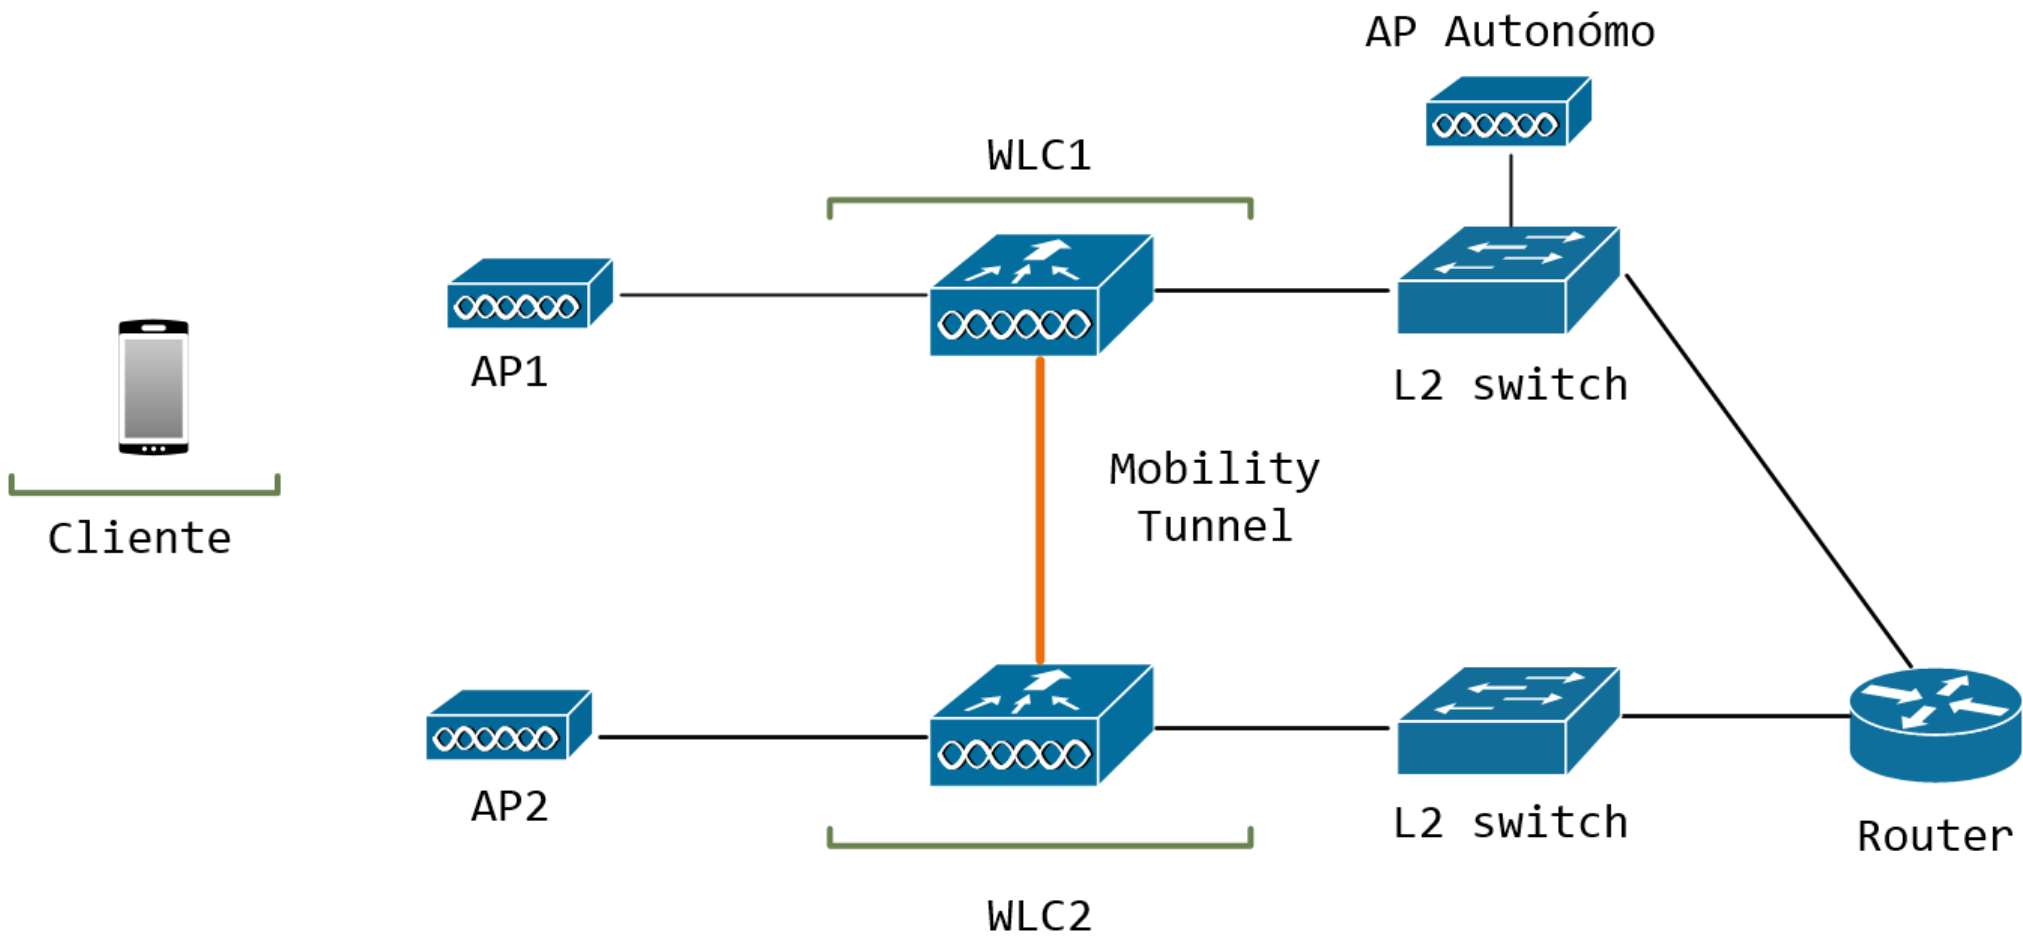 AP Autonómo
WLC1
AP1
L2 switch
Mobility
Tunnel
Cliente
AP2
L2 switch
Router
WLC2